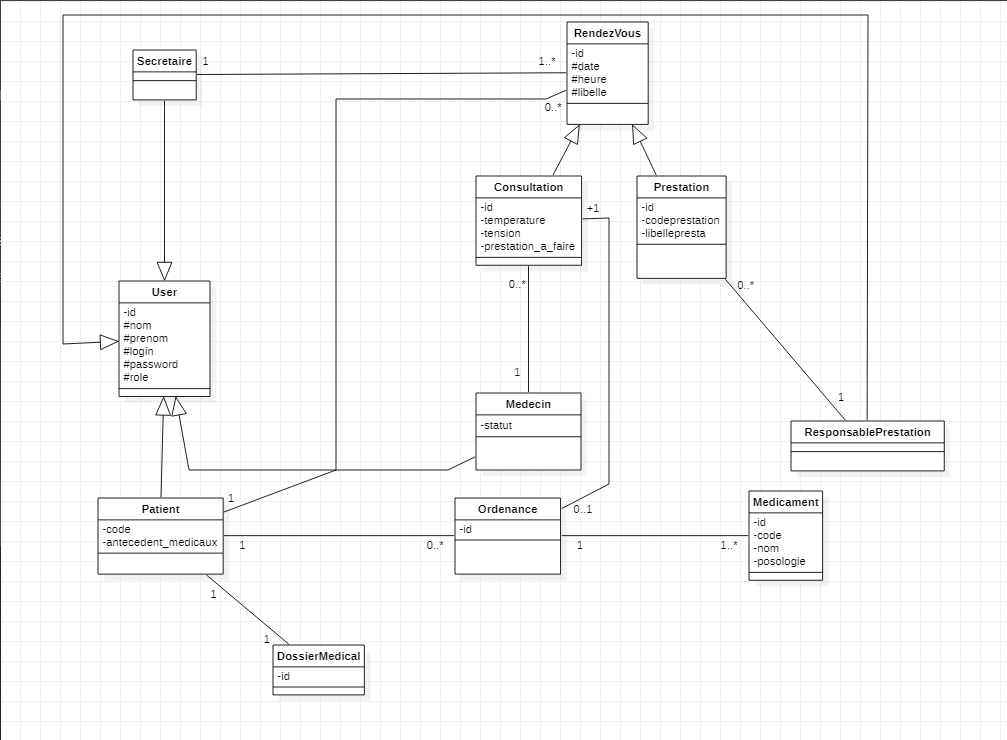 RendezVous
-id
#date
#heure
#libelle
Secretaire
1
1..*
0..*
Consultation
-id
-temperature
-tension
-prestation_a_faire
+1
Prestation
-id
-codeprestation
-libellepresta
0..*
0..*
User
-id
#nom
#prenom
#login
#password
#role
1
Medecin
-statut
1
ResponsablePrestation
Patient
-code
-antecedent_medicaux
1
1
0..*
Ordenance
-id
0..1
1
1..*
Medicament
-id
-code
-nom
-posologie
1
1
DossierMedical
-id